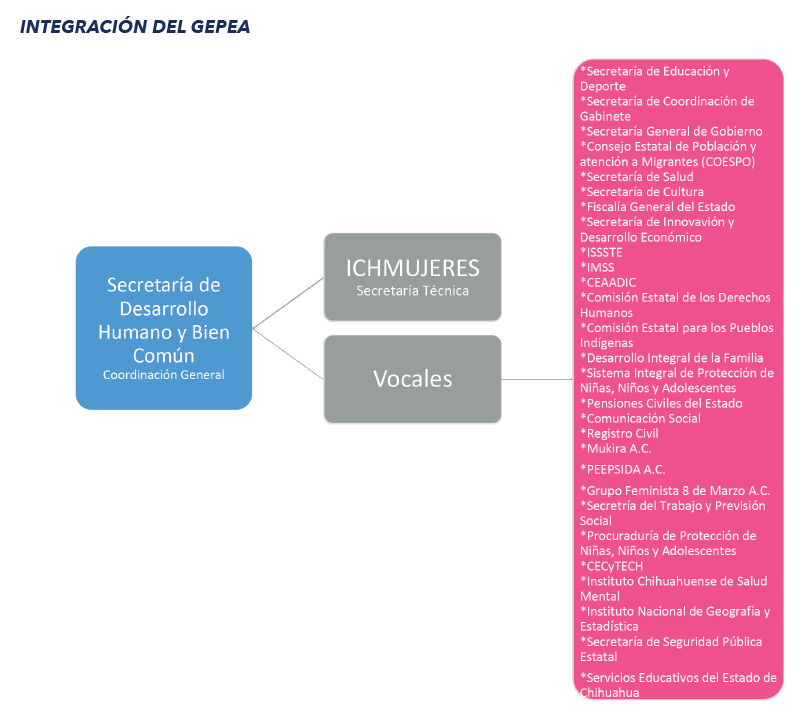 INTEGRACIÓN DEL GEPEA
Secretaría de
Desarrollo
Humano y Bien
Común
Coordinación General
ICHMUJERES
Secretaría Técnica
Vocales
*Secretaría de Educación y
Deporte
*Secretaría de Coordinación de
Gabinete
*Secretaría General de Gobierno
*Consejo Estatal de Población y
atención a Migrantes (COESPO)
*Secretaría de Salud
*Secretaría de Cultura
*Fiscalía General del Estado
*Secretaría de Innovavión y
Desarrollo Económico
*ISSSTE
*IMSS
*CEAADIC
*Comisión Estatal de los Derechos
Humanos
*Comisión Estatal para los Pueblos
Indígenas
*Desarrollo Integral de la Familia
*Sistema Integral de Protección de
Niñas, Niños y Adolescentes
*Pensiones Civiles del Estado
*Comunicación Social
*Registro Civil
*Mukira A.C.
*PEEPSIDA A.C.
*Grupo Feminista 8 de Marzo A.C.
*Secretría del Trabajo y Previsión
Social
*Procuraduría de Protección de
Niñas, Niños y Adolescentes
*CECyTECH
*Instituto Chihuahuense de Salud
Mental
*Instituto Nacional de Geografía y
Estadística
*Secretaría de Seguridad Pública
Estatal
*Servicios Educativos del Estado de
Chihuahua